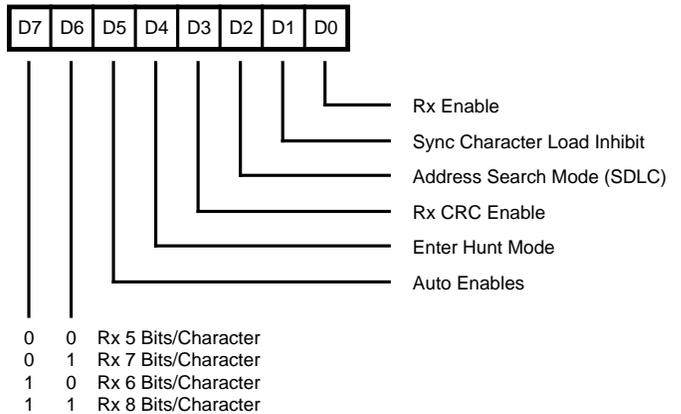 D7 D6 D5 D4 D3 D2 D1 D0
Rx Enable
Sync Character Load Inhibit
Address Search Mode (SDLC)
Rx CRC Enable
Enter Hunt Mode
Auto Enables
0 0 Rx 5 Bits/Character
0 1 Rx 7 Bits/Character
1 0 Rx 6 Bits/Character
1 1 Rx 8 Bits/Character